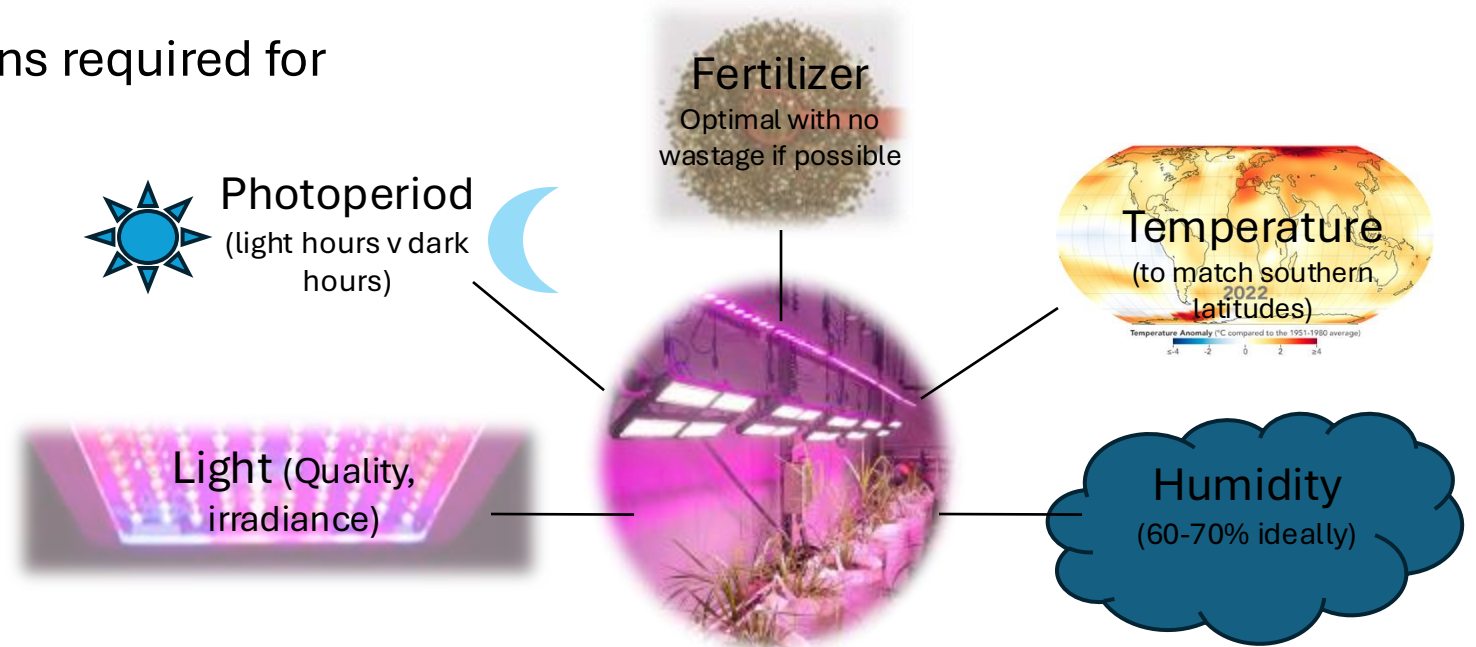 ns required for
Fertilizer
Optimal with no
wastage if possible
Photoperiod
(light hours v dark
hours)
Temperature
(to match southern
2022
latitudes)
Temperature Anomaly (°C compared to the 1951-1980 average)
≤-4 -2 0 2 ≥4
Light (Quality,
irradiance)
Humidity
(60-70% ideally)